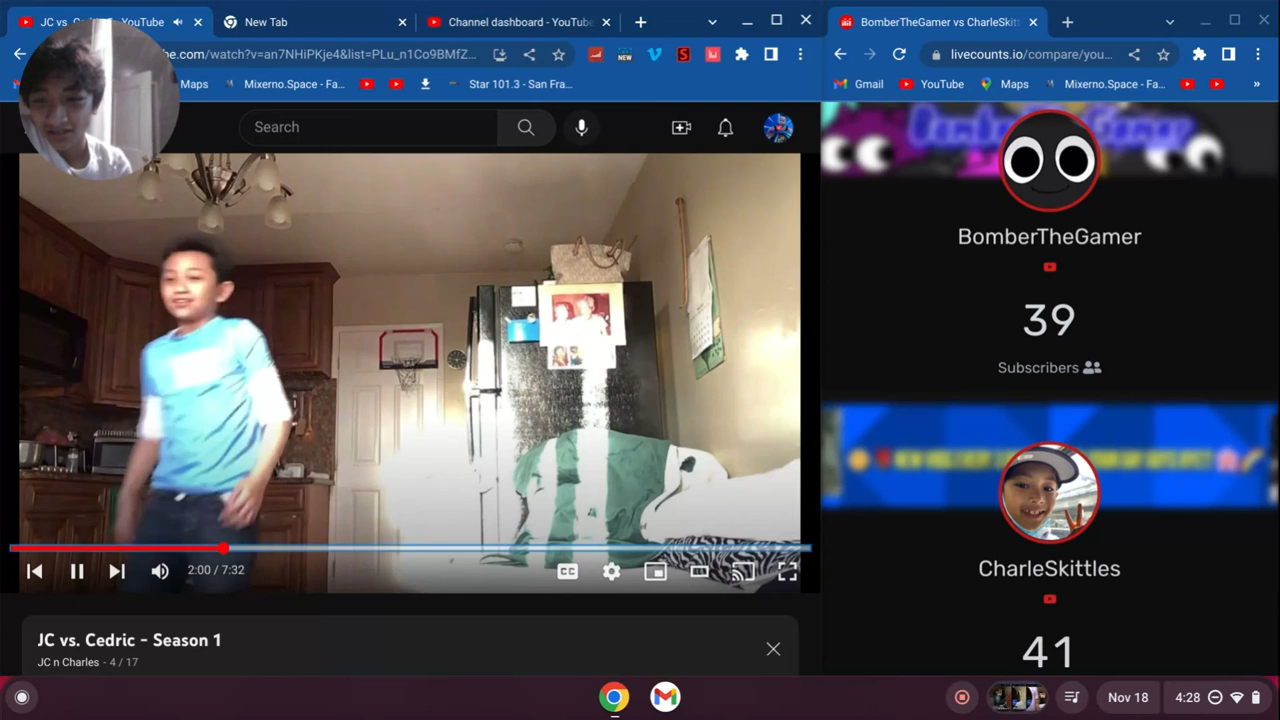 JC vs. Cedric - YouTube
New Tab
Channel dashboard - YouTube
BomberTheGamer vs CharleSkitt
be.com/watch?v=an7NHiPKje4&list=PLu_n1Co9BMfZ...
livecounts.io/compare/you...
Maps
Mixerno.Space - Fa...
Star 101.3 - San Fra...
Gmail
YouTube
Maps
Mixerno.Space - Fa...
»
Search
NEW
BomberTheGamer
39
Subscribers
CharleSkittles
41
2:00 / 7:32
CC
JC vs. Cedric - Season 1
JC n Charles - 4 / 17
Nov 18
4:28